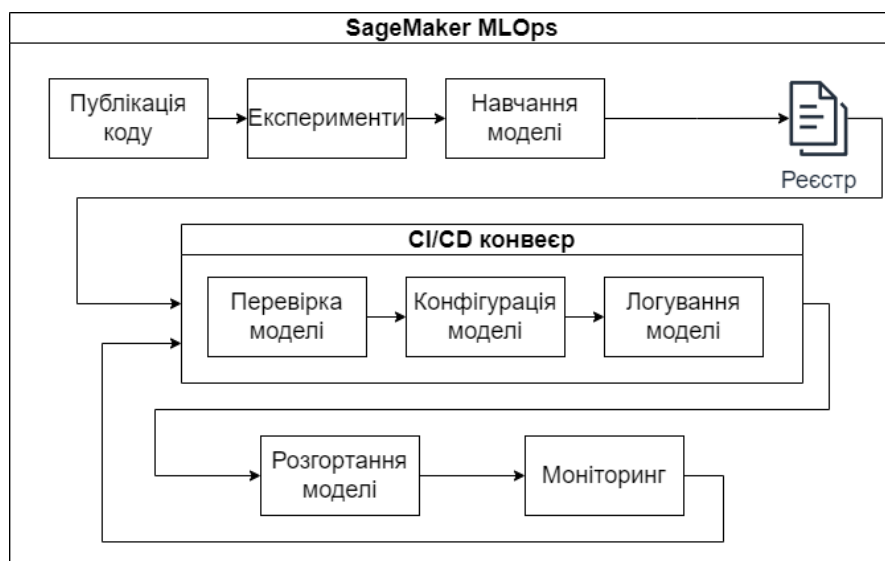 SageMaker MLOps
Публікація
коду
Експерименти
Навчання
моделі
Реєстр
CI/CD конвеєр
Перевірка
моделі
Конфігурація
моделі
Логування
моделі
Розгортання
моделі
Моніторинг